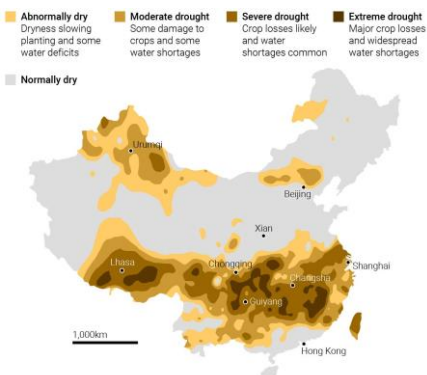 Abnormally dry
Dryness slowing
planting and some
water deficits
Moderate drought
Some damage to
crops and some
water shortages
Severe drought
Crop losses likely
and water
shortages common
Extreme drought
Major crop losses
and widespread
water shortages
Normally dry
Urumqi
Beijing
Xian
Lhasa
Chongqing
Shanghai
Changsha
Guiyang
1,000km
Hong Kong